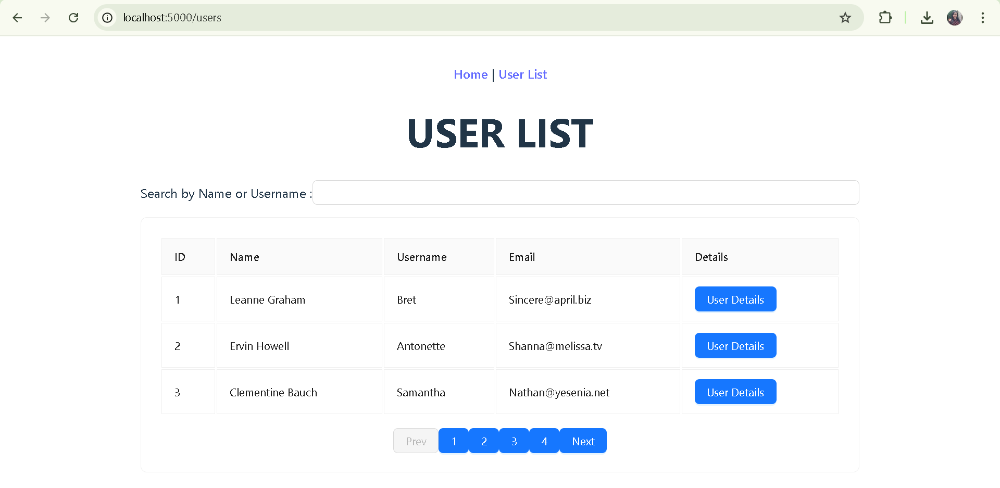 localhost:5000/users
Home | User List
USER LIST
Search by Name or Username :
ID Name Username Email Details
1 Leanne Graham Bret Sincere@april.biz User Details
2 Ervin Howell Antonette Shanna@melissa.tv User Details
3 Clementine Bauch Samantha Nathan@yesenia.net User Details
Prev 1 2 3 4 Next